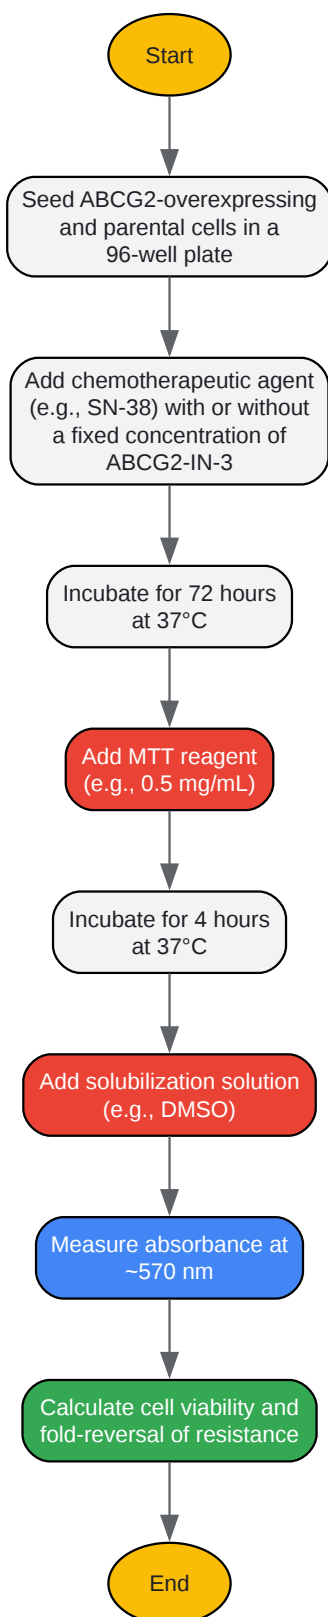 Start
Seed ABCG2-overexpressing
and parental cells in a
96-well plate
Add chemotherapeutic agent
(e.g., SN-38) with or without
a fixed concentration of
ABCG2-IN-3
Incubate for 72 hours
at 37°C
Add MTT reagent
(e.g., 0.5 mg/mL)
Incubate for 4 hours
at 37°C
Add solubilization solution
(e.g., DMSO)
Measure absorbance at
~570 nm
Calculate cell viability and
fold-reversal of resistance
End